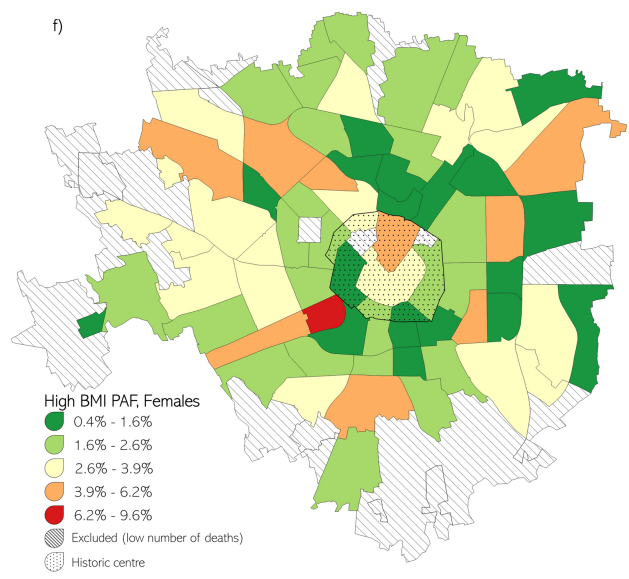 f)
High BMI PAF, Females
0.4% - 1.6%
1.6% - 2.6%
2.6% - 3.9%
3.9% - 6.2%
6.2% - 9.6%
Excluded (low number of deaths)
Historic centre